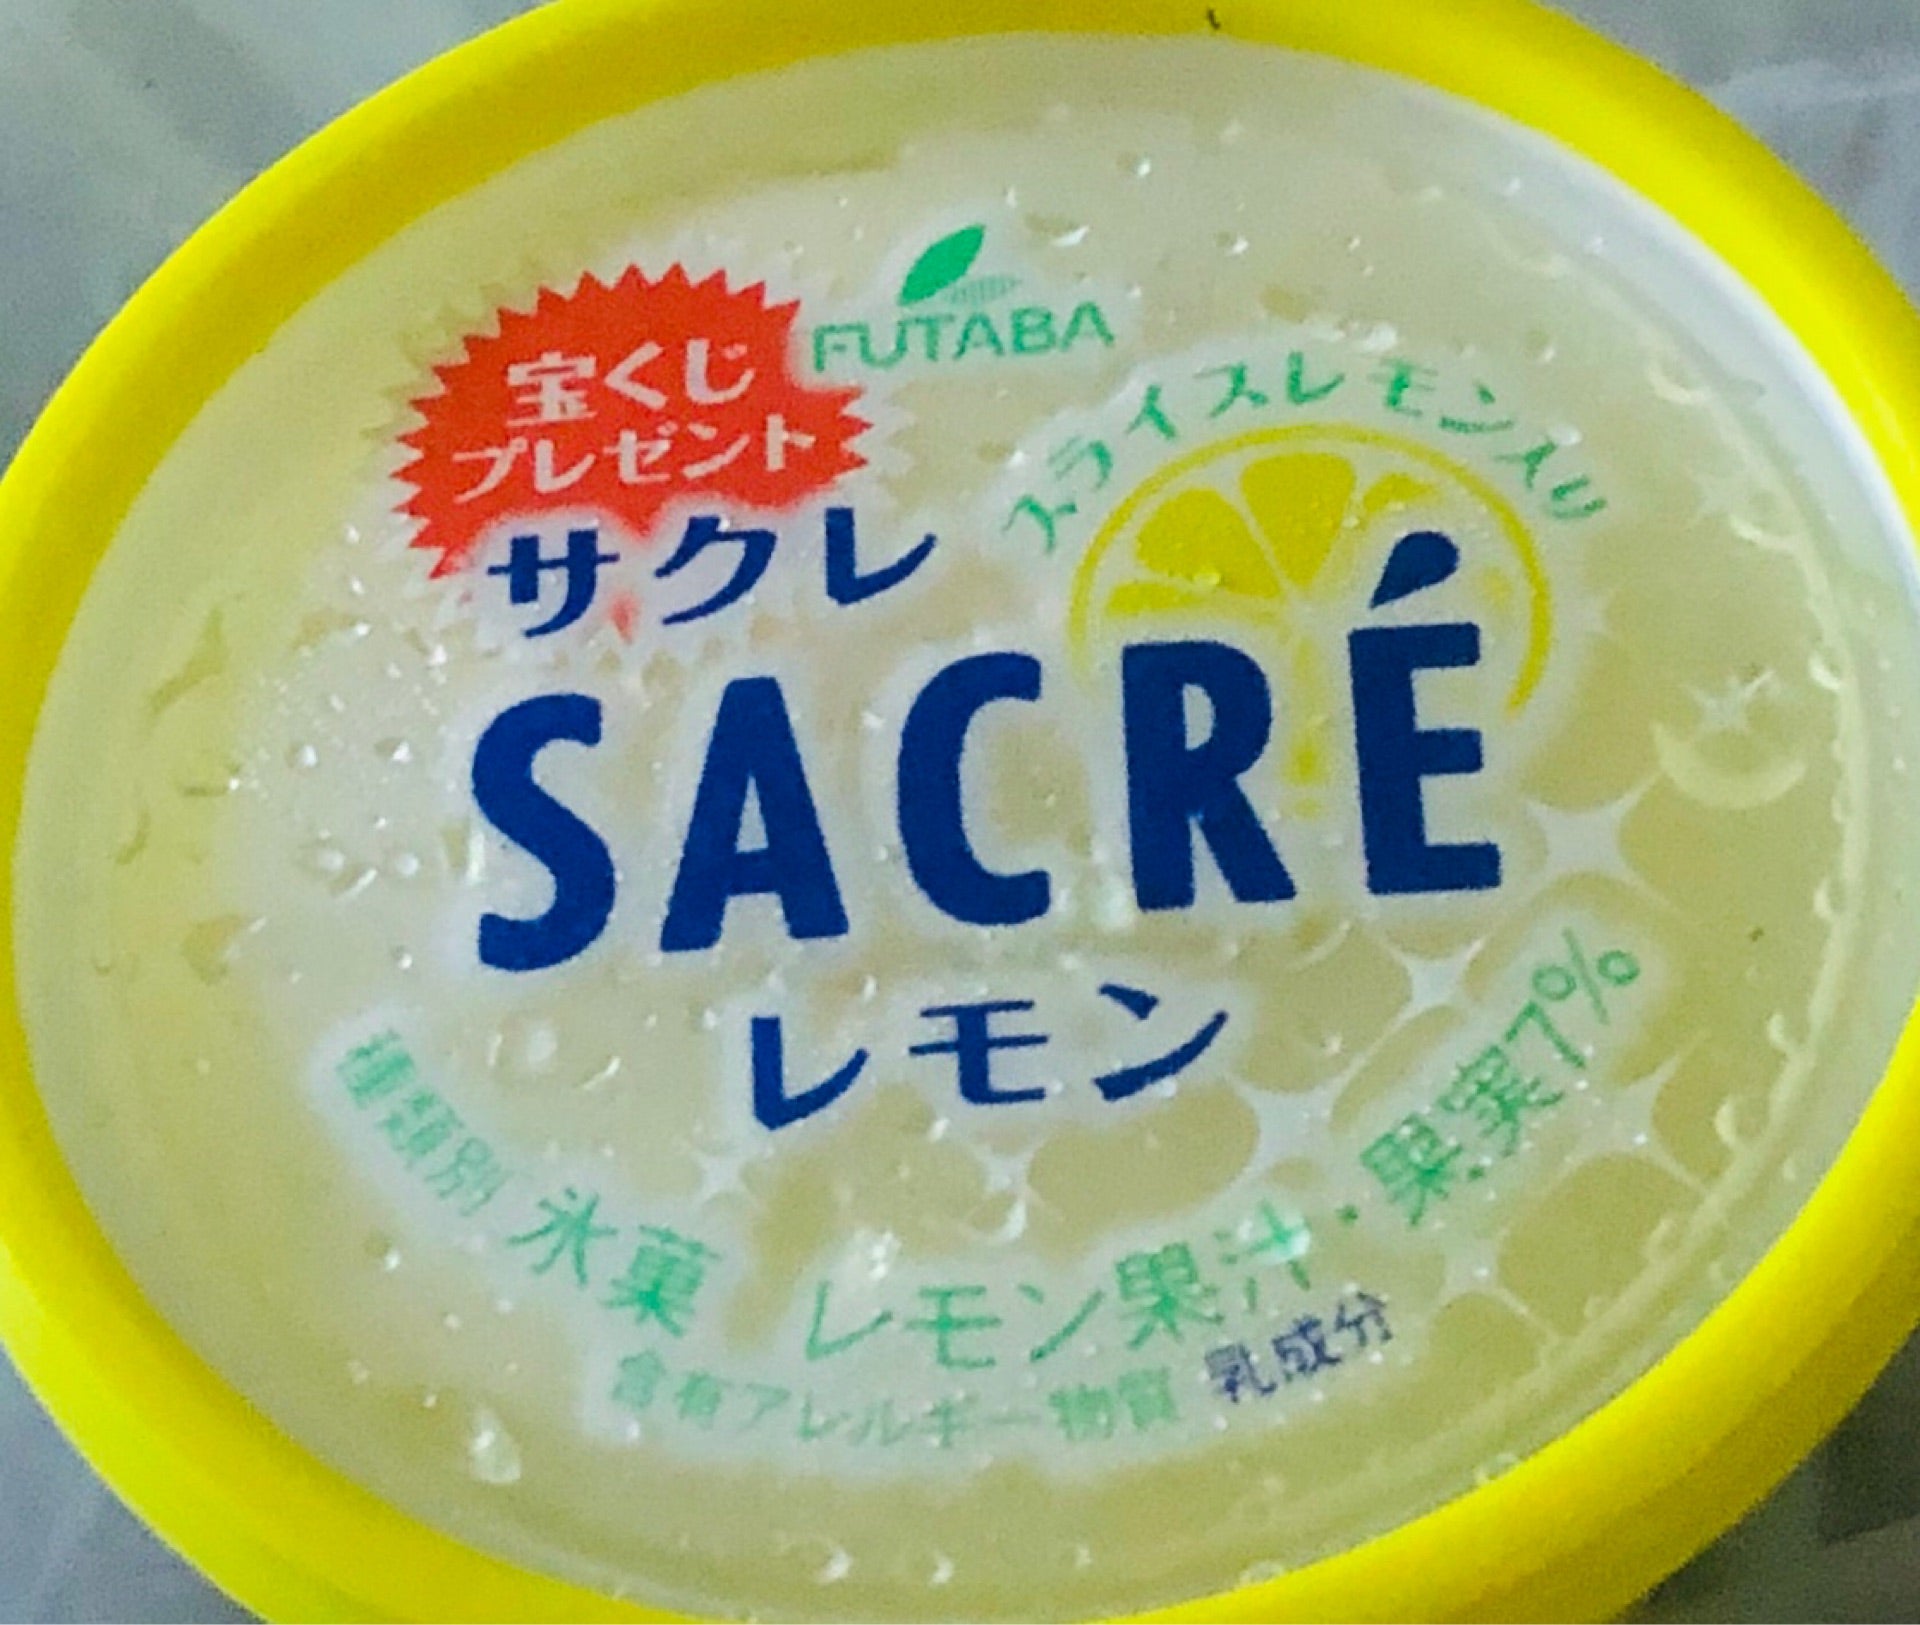 FUTABA
宝くじ
プレゼント
スライスレモン入り
サクレ
SACRÉ
レモン
種類別 氷菓 レモン果汁・果実7%
含有アレルギー物質 乳成分